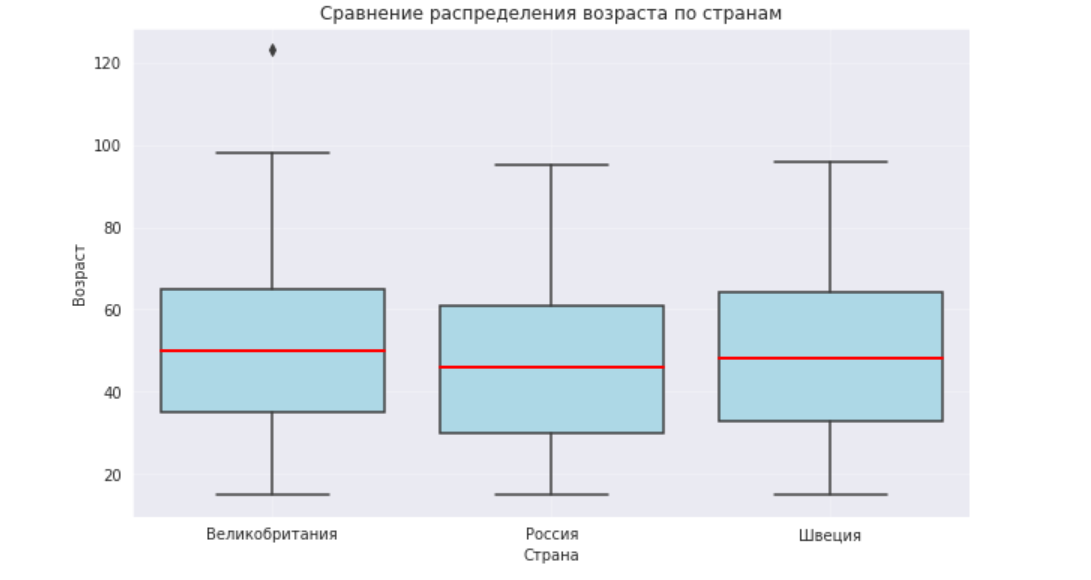 Сравнение распределения возраста по странам
120
100
80
60
40
20
Возраст
Великобритания
Россия
Швеция
Страна